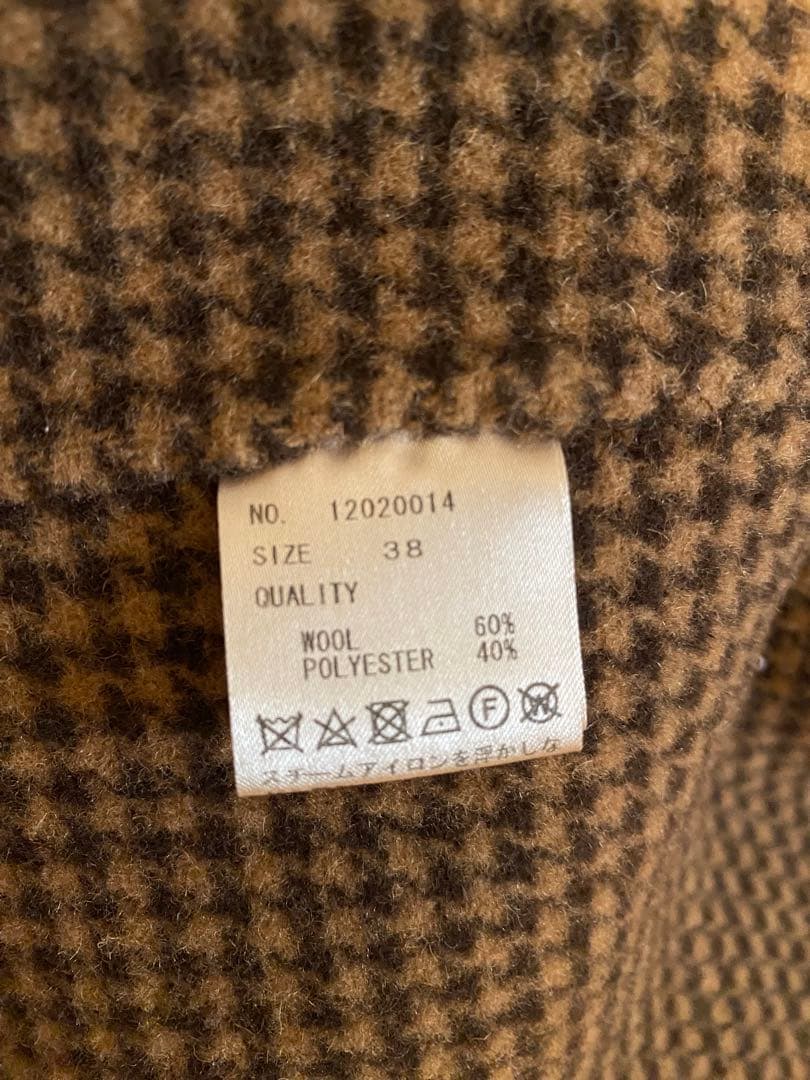 NO. 12020014
SIZE 38
QUALITY
WOOL 60%
POLYESTER 40%
F W
スチームアイロンを浮かしな